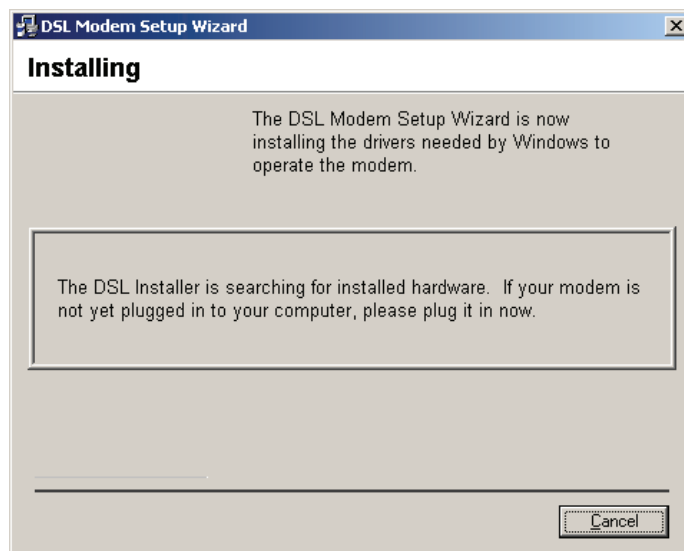 DSL Modem Setup Wizard
Installing
The DSL Modem Setup Wizard is now
installing the drivers needed by Windows to
operate the modem.
The DSL Installer is searching for installed hardware.  If your modem is
not yet plugged in to your computer, please plug it in now.
Cancel